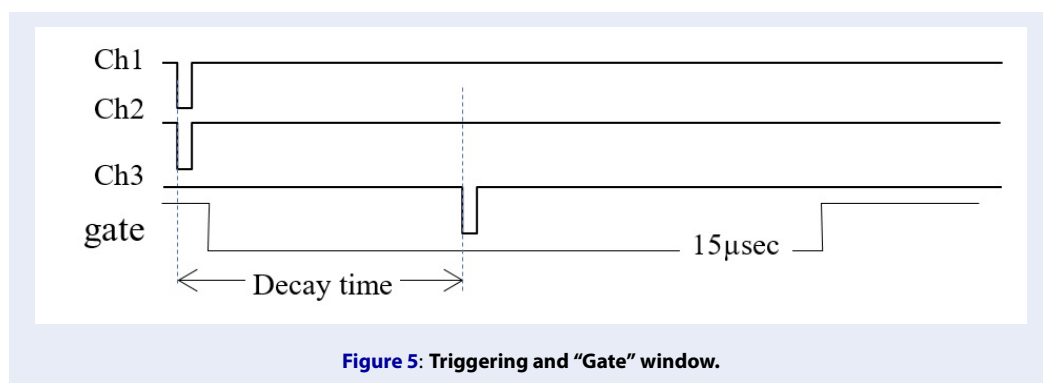 Ch1
Ch2
Ch3
gate
15µsec
Decay time
Figure 5: Triggering and “Gate” window.